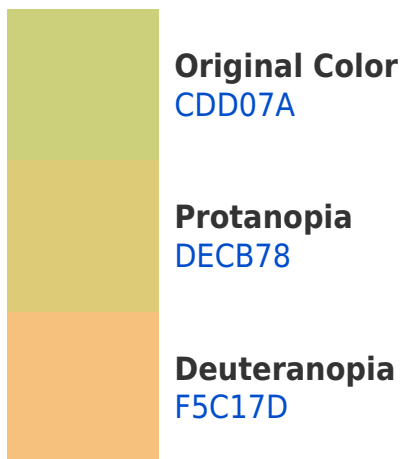 Original Color
CDD07A
Protanopia
DECB78
Deuteranopia
F5C17D